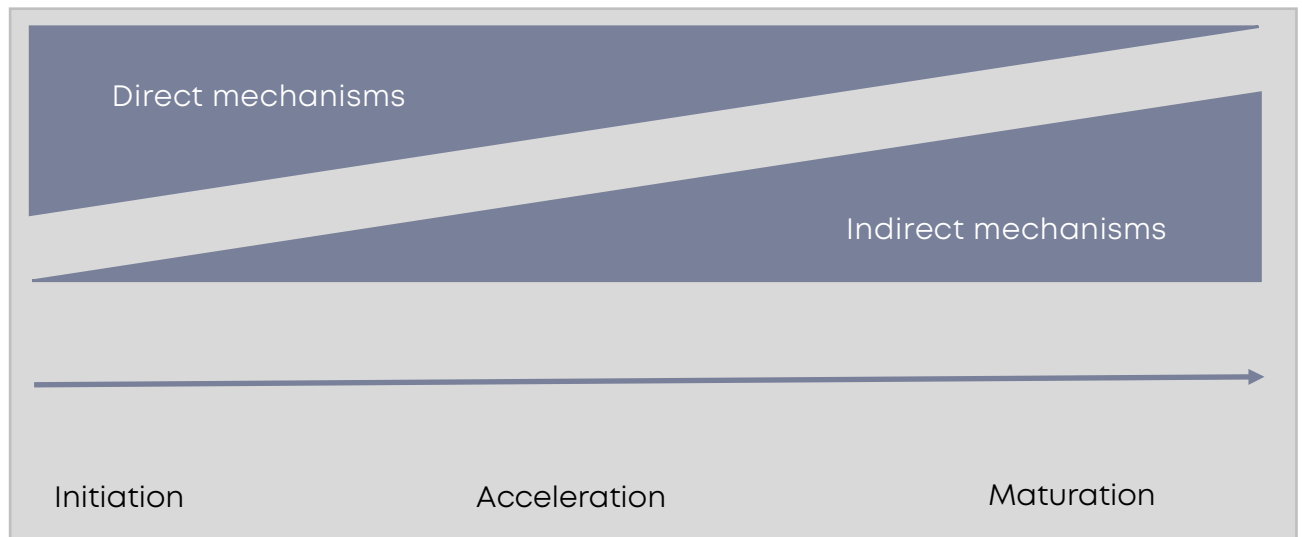 Direct mechanisms
Indirect mechanisms
Initiation
Acceleration
Maturation